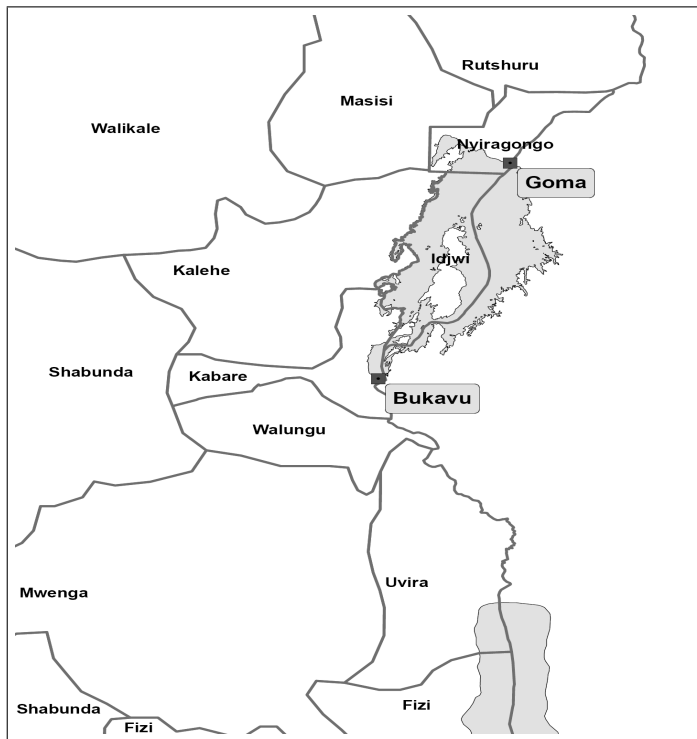 Rutshuru
Masisi
Walikale
Nyiragongo
Goma
Idjwi
Kalehe
Shabunda
Kabare
Bukavu
Walungu
Uvira
Mwenga
Shabunda
Fizi
Fizi